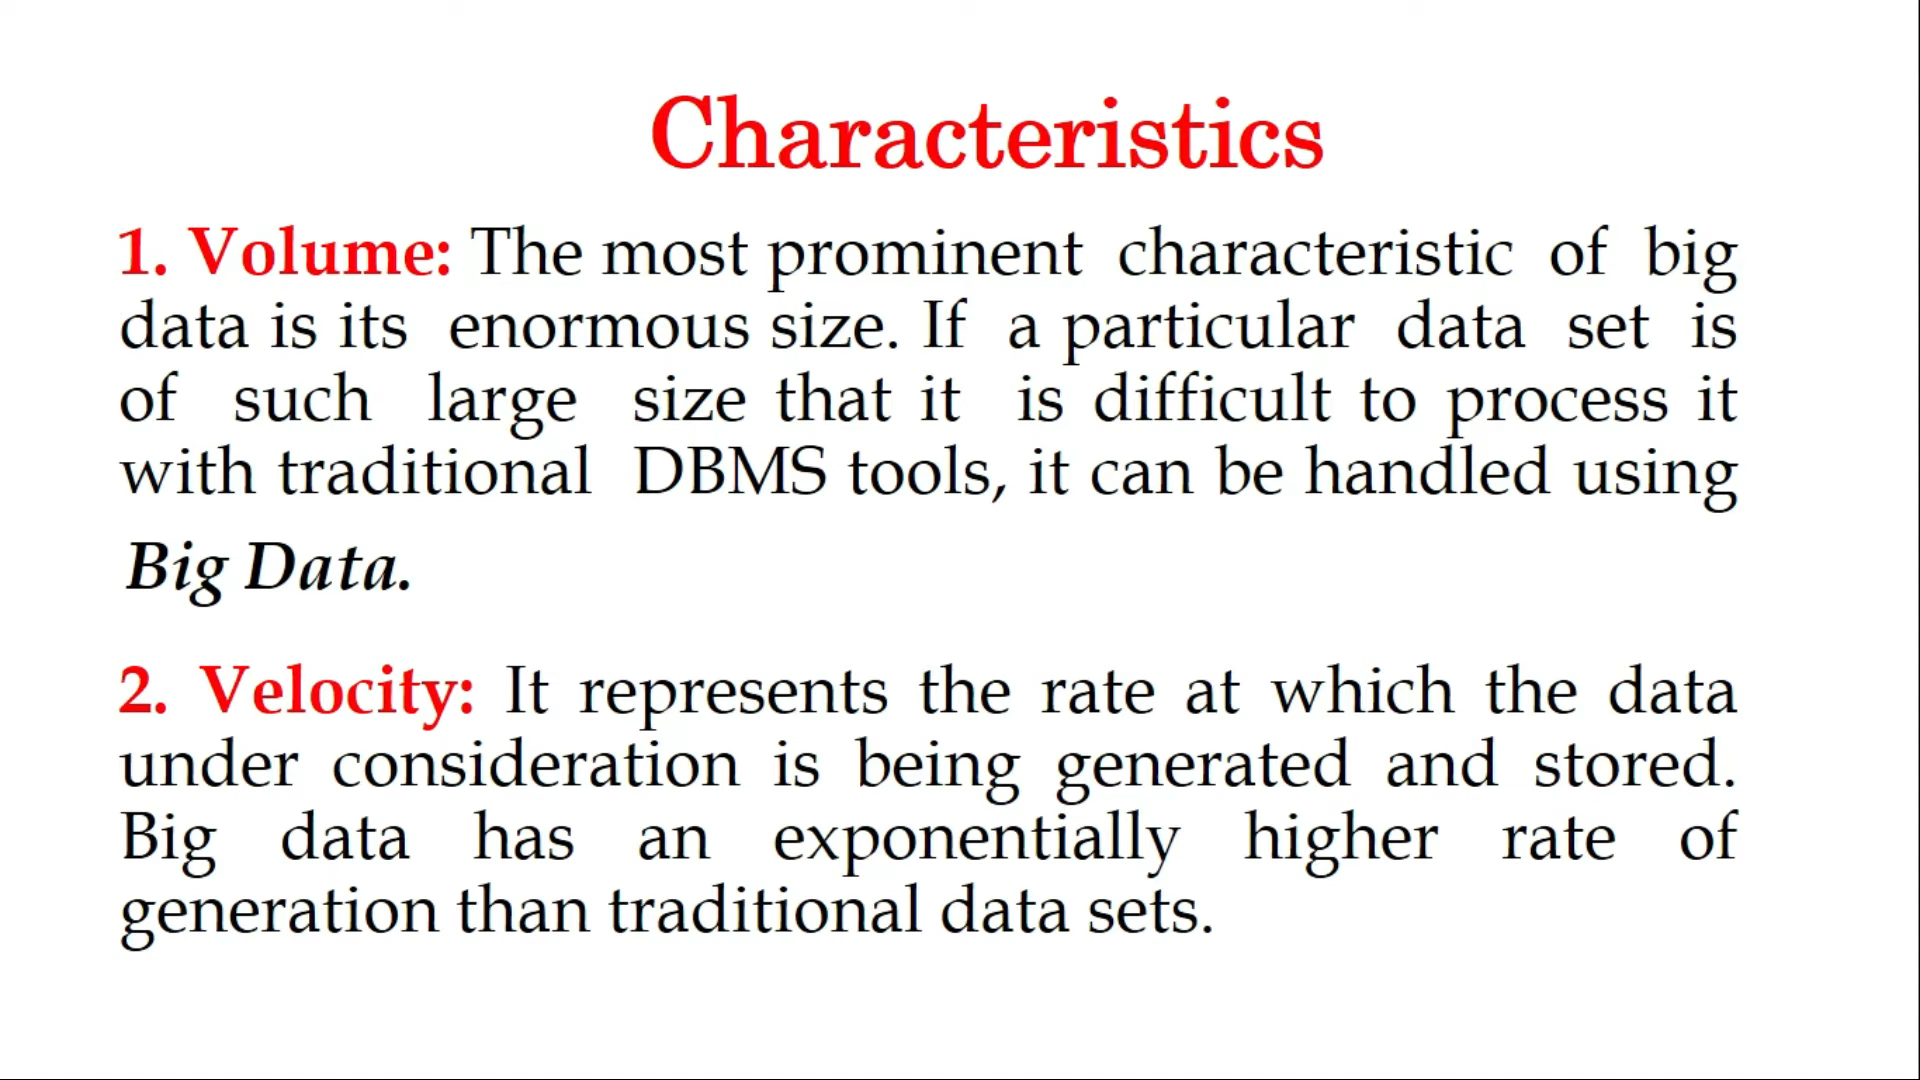 Characteristics
1. Volume: The most prominent characteristic of big
data is its enormous size. If a particular data set is
of such large size that it is difficult to process it
with traditional DBMS tools, it can be handled using
Big Data.
2. Velocity: It represents the rate at which the data
under consideration is being generated and stored.
Big data has an exponentially higher rate of
generation than traditional data sets.